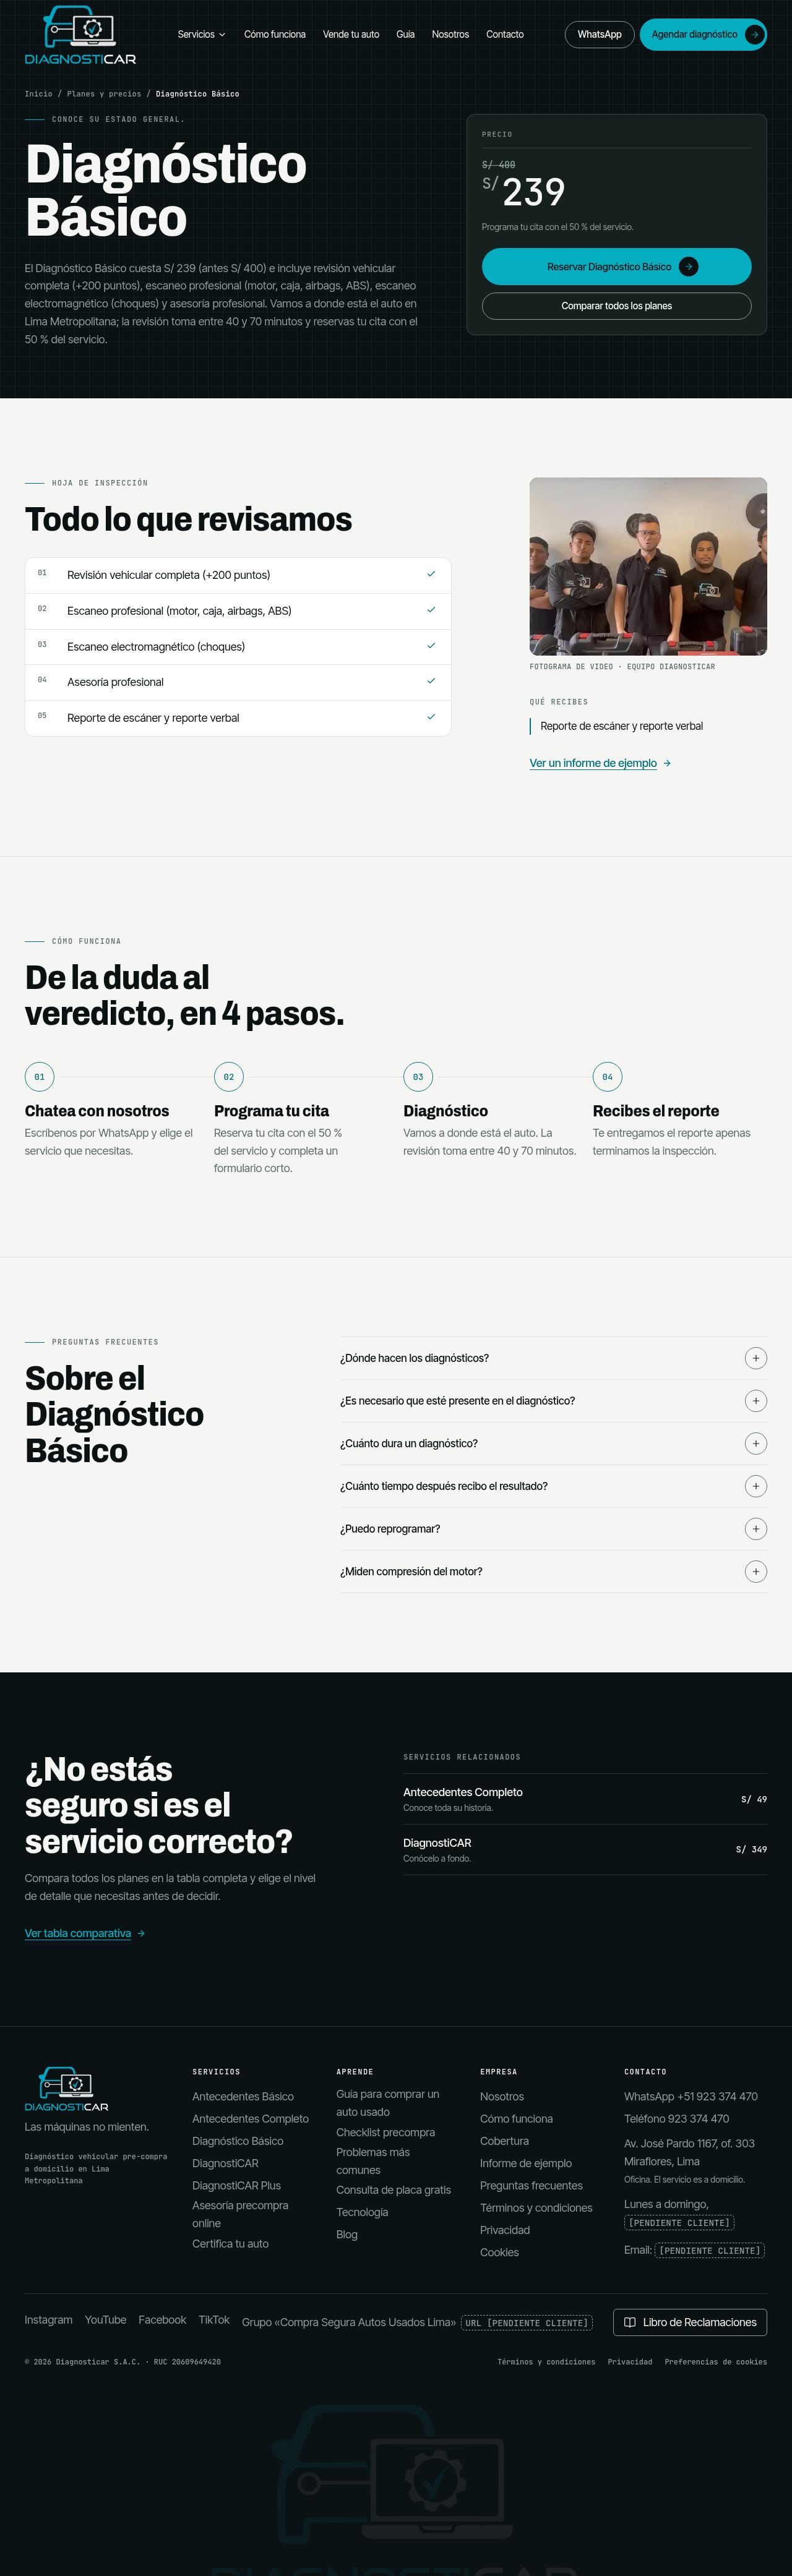 DIAGNOSTICAR
Servicios
Cómo funciona
Vende tu auto
Guía
Nosotros
Contacto
WhatsApp
Agendar diagnóstico
Inicio / Planes y precios / Diagnóstico Básico
CONOCE SU ESTADO GENERAL.
Diagnóstico
Básico
El Diagnóstico Básico cuesta S/ 239 (antes S/ 400) e incluye revisión vehicular
completa (+200 puntos), escaneo profesional (motor, caja, airbags, ABS), escaneo
electromagnético (choques) y asesoría profesional. Vamos a donde está el auto en
Lima Metropolitana; la revisión toma entre 40 y 70 minutos y reservas tu cita con el
50 % del servicio.
PRECIO
S/ 400
S/ 239
Programa tu cita con el 50 % del servicio.
Reservar Diagnóstico Básico
Comparar todos los planes
HOJA DE INSPECCIÓN
Todo lo que revisamos
01 Revisión vehicular completa (+200 puntos)
02 Escaneo profesional (motor, caja, airbags, ABS)
03 Escaneo electromagnético (choques)
04 Asesoría profesional
05 Reporte de escáner y reporte verbal
FOTOGRAMA DE VIDEO · EQUIPO DIAGNOSTICAR
QUÉ RECIBES
Reporte de escáner y reporte verbal
Ver un informe de ejemplo
CÓMO FUNCIONA
De la duda al
veredicto, en 4 pasos.
01
Chatea con nosotros
Escríbenos por WhatsApp y elige el
servicio que necesitas.
02
Programa tu cita
Reserva tu cita con el 50 %
del servicio y completa un
formulario corto.
03
Diagnóstico
Vamos a donde está el auto. La
revisión toma entre 40 y 70 minutos.
04
Recibes el reporte
Te entregamos el reporte apenas
terminamos la inspección.
PREGUNTAS FRECUENTES
Sobre el
Diagnóstico
Básico
¿Dónde hacen los diagnósticos?
¿Es necesario que esté presente en el diagnóstico?
¿Cuánto dura un diagnóstico?
¿Cuánto tiempo después recibo el resultado?
¿Puedo reprogramar?
¿Miden compresión del motor?
¿No estás
seguro si es el
servicio correcto?
Compara todos los planes en la tabla completa y elige el nivel
de detalle que necesitas antes de decidir.
Ver tabla comparativa
SERVICIOS RELACIONADOS
Antecedentes Completo
Conoce toda su historia.
S/ 49
DiagnostiCAR
Conócelo a fondo.
S/ 349
DIAGNOSTICAR
Las máquinas no mienten.
Diagnóstico vehicular pre-compra
a domicilio en Lima
Metropolitana
SERVICIOS
Antecedentes Básico
Antecedentes Completo
Diagnóstico Básico
DiagnostiCAR
DiagnostiCAR Plus
Asesoría precompra
online
Certifica tu auto
APRENDE
Guía para comprar un
auto usado
Checklist precompra
Problemas más
comunes
Consulta de placa gratis
Tecnología
Blog
EMPRESA
Nosotros
Cómo funciona
Cobertura
Informe de ejemplo
Preguntas frecuentes
Términos y condiciones
Privacidad
Cookies
CONTACTO
WhatsApp +51 923 374 470
Teléfono 923 374 470
Av. José Pardo 1167, of. 303
Miraflores, Lima
Oficina. El servicio es a domicilio.
Lunes a domingo,
[PENDIENTE CLIENTE]
Email: [PENDIENTE CLIENTE]
Instagram
YouTube
Facebook
TikTok
Grupo «Compra Segura Autos Usados Lima» URL [PENDIENTE CLIENTE]
Libro de Reclamaciones
© 2026 Diagnosticar S.A.C. · RUC 20609649420
Términos y condiciones
Privacidad
Preferencias de cookies
DIAGNOSTICAR